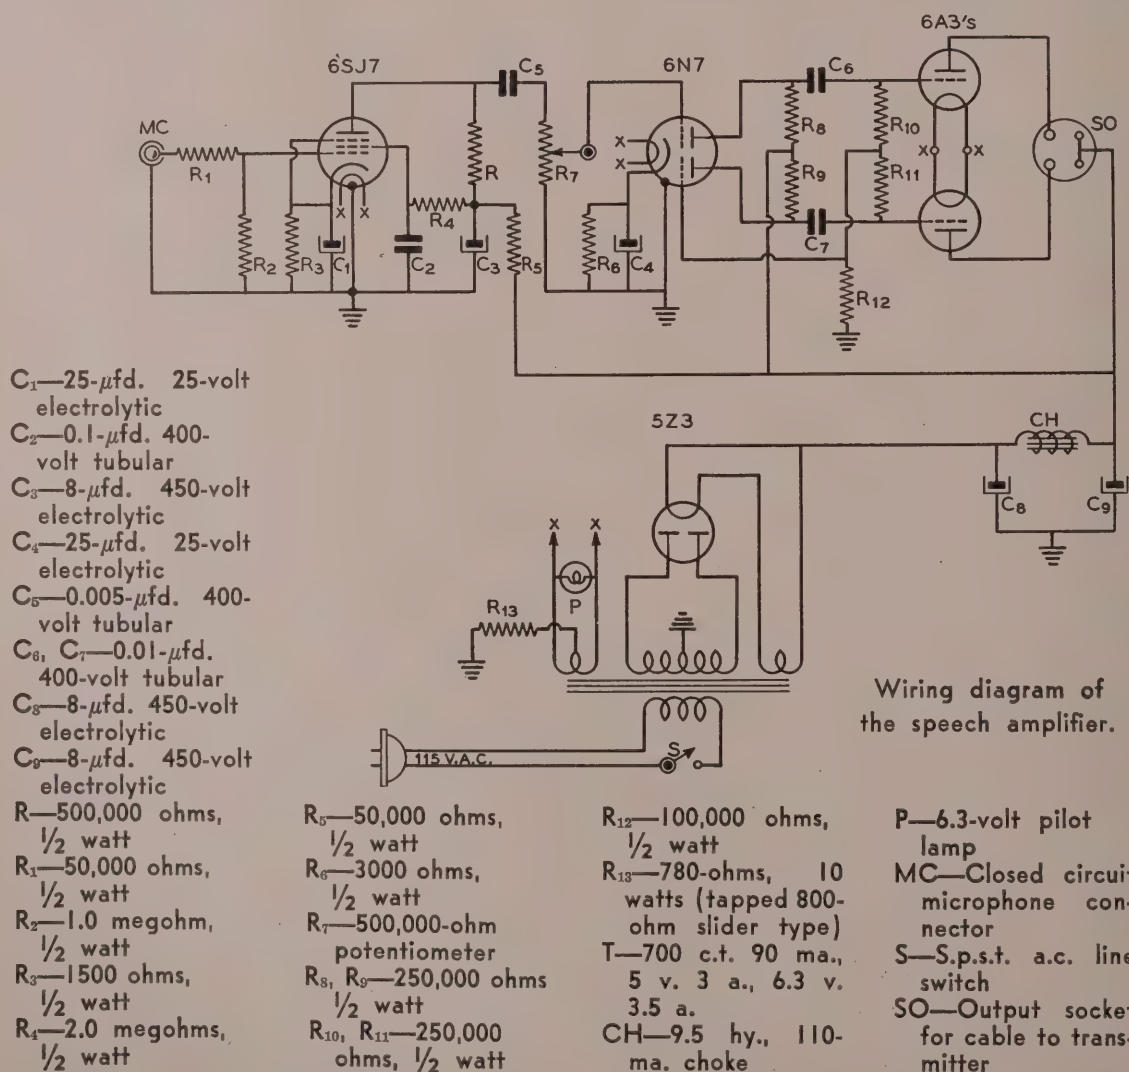 6A3's
6SJ7
C5
6N7
C6
MC
SO
R1
R8
R10
X
X
X
X
R
R7
R9
R11
X X
R4
C7
R2
R3
C1
C2
C3
R5
R6
C4
R12
C₁—25-μfd. 25-volt
electrolytic
C₂—0.1-μfd. 400-
volt tubular
C₃—8-μfd. 450-volt
electrolytic
C₄—25-μfd. 25-volt
electrolytic
C₅—0.005-μfd. 400-
volt tubular
C₆, C₇—0.01-μfd.
400-volt tubular
C₈—8-μfd. 450-volt
electrolytic
C₉—8-μfd. 450-volt
electrolytic
R—500,000 ohms,
1/2 watt
R₁—50,000 ohms,
1/2 watt
R₂—1.0 megohm,
1/2 watt
R₃—1500 ohms,
1/2 watt
R₄—2.0 megohms,
1/2 watt
5Z3
CH
C8
C9
X X
P
R13
115 V.A.C.
S
Wiring diagram of
the speech amplifier.
R₅—50,000 ohms,
1/2 watt
R₆—3000 ohms,
1/2 watt
R₇—500,000-ohm
potentiometer
R₈, R₉—250,000 ohms
1/2 watt
R₁₀, R₁₁—250,000
ohms, 1/2 watt
R₁₂—100,000 ohms,
1/2 watt
R₁₃—780-ohms, 10
watts (tapped 800-
ohm slider type)
T—700 c.t. 90 ma.,
5 v. 3 a., 6.3 v.
3.5 a.
CH—9.5 hy., 110-
ma. choke
P—6.3-volt pilot
lamp
MC—Closed circuit
microphone con-
nector
S—S.p.s.t. a.c. line
switch
SO—Output socket
for cable to trans-
mitter